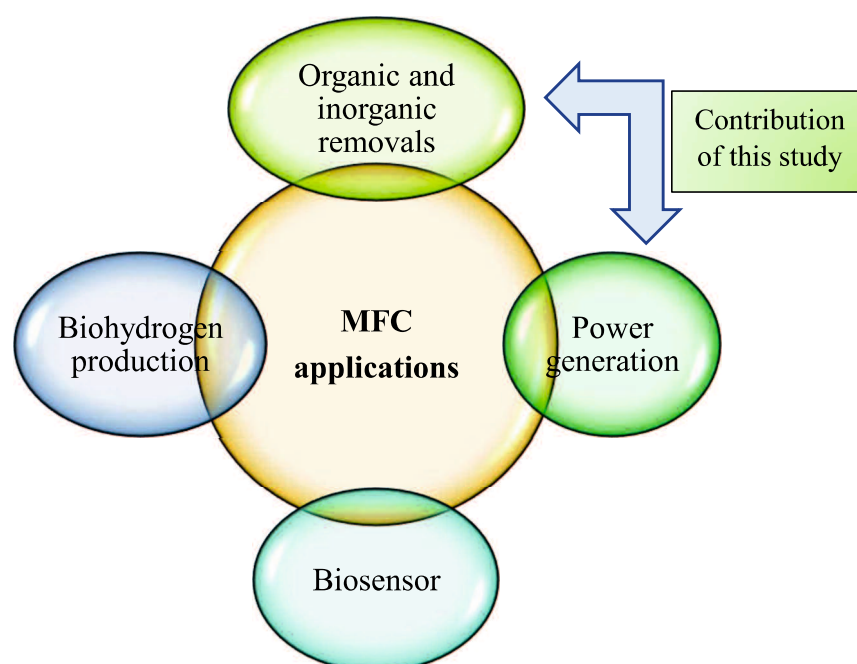 Organic and
inorganic
removals
Contribution
of this study
Biohydrogen
production
MFC
applications
Power
generation
Biosensor